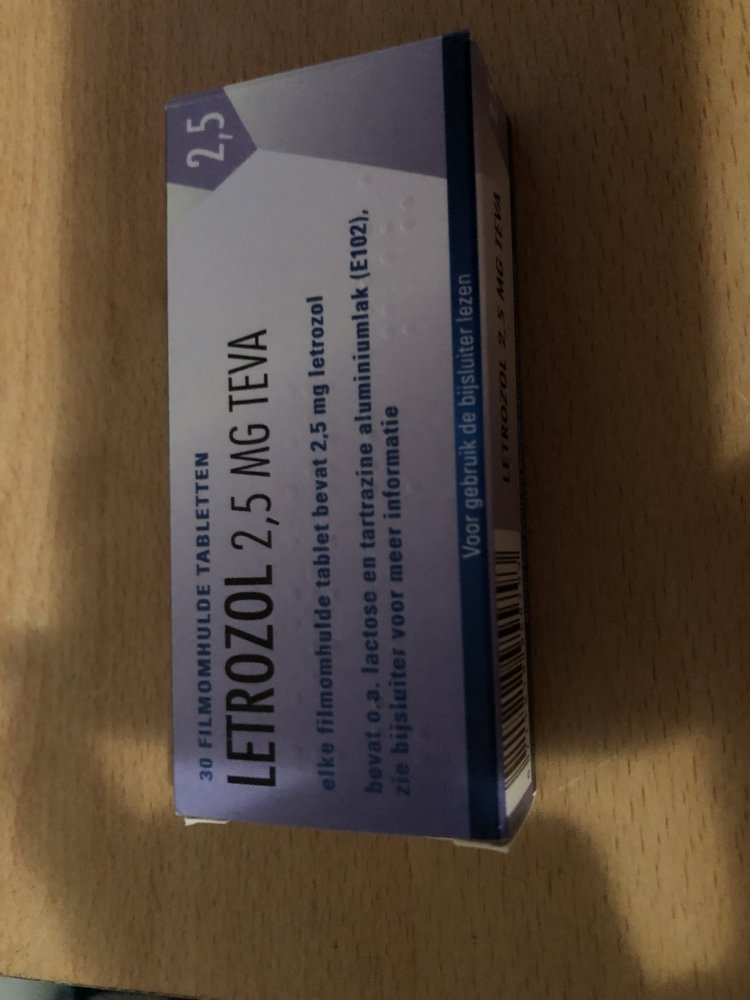 2,5
30 FILMOMHULDE TABLETTEN
LETROZOL 2,5 MG TEVA
elke filmomhulde tablet bevat 2,5 mg letrozol
bevat o.a. lactose en tartrazine aluminiumlak (E102),
zie bijsluiter voor meer informatie
Voor gebruik de bijsluiter lezen
LETROZOL 2,5 MG TEVA